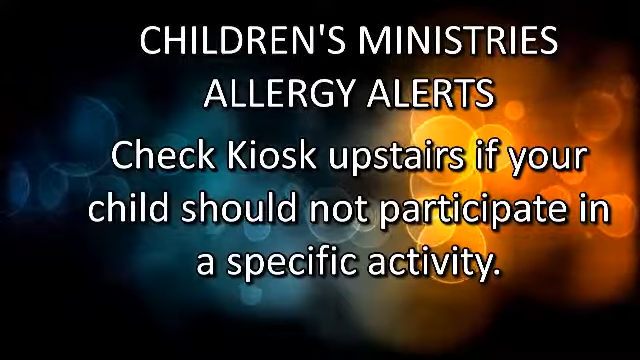 CHILDREN'S MINISTRIES
ALLERGY ALERTS
Check Kiosk upstairs if your
child should not participate in
a specific activity.